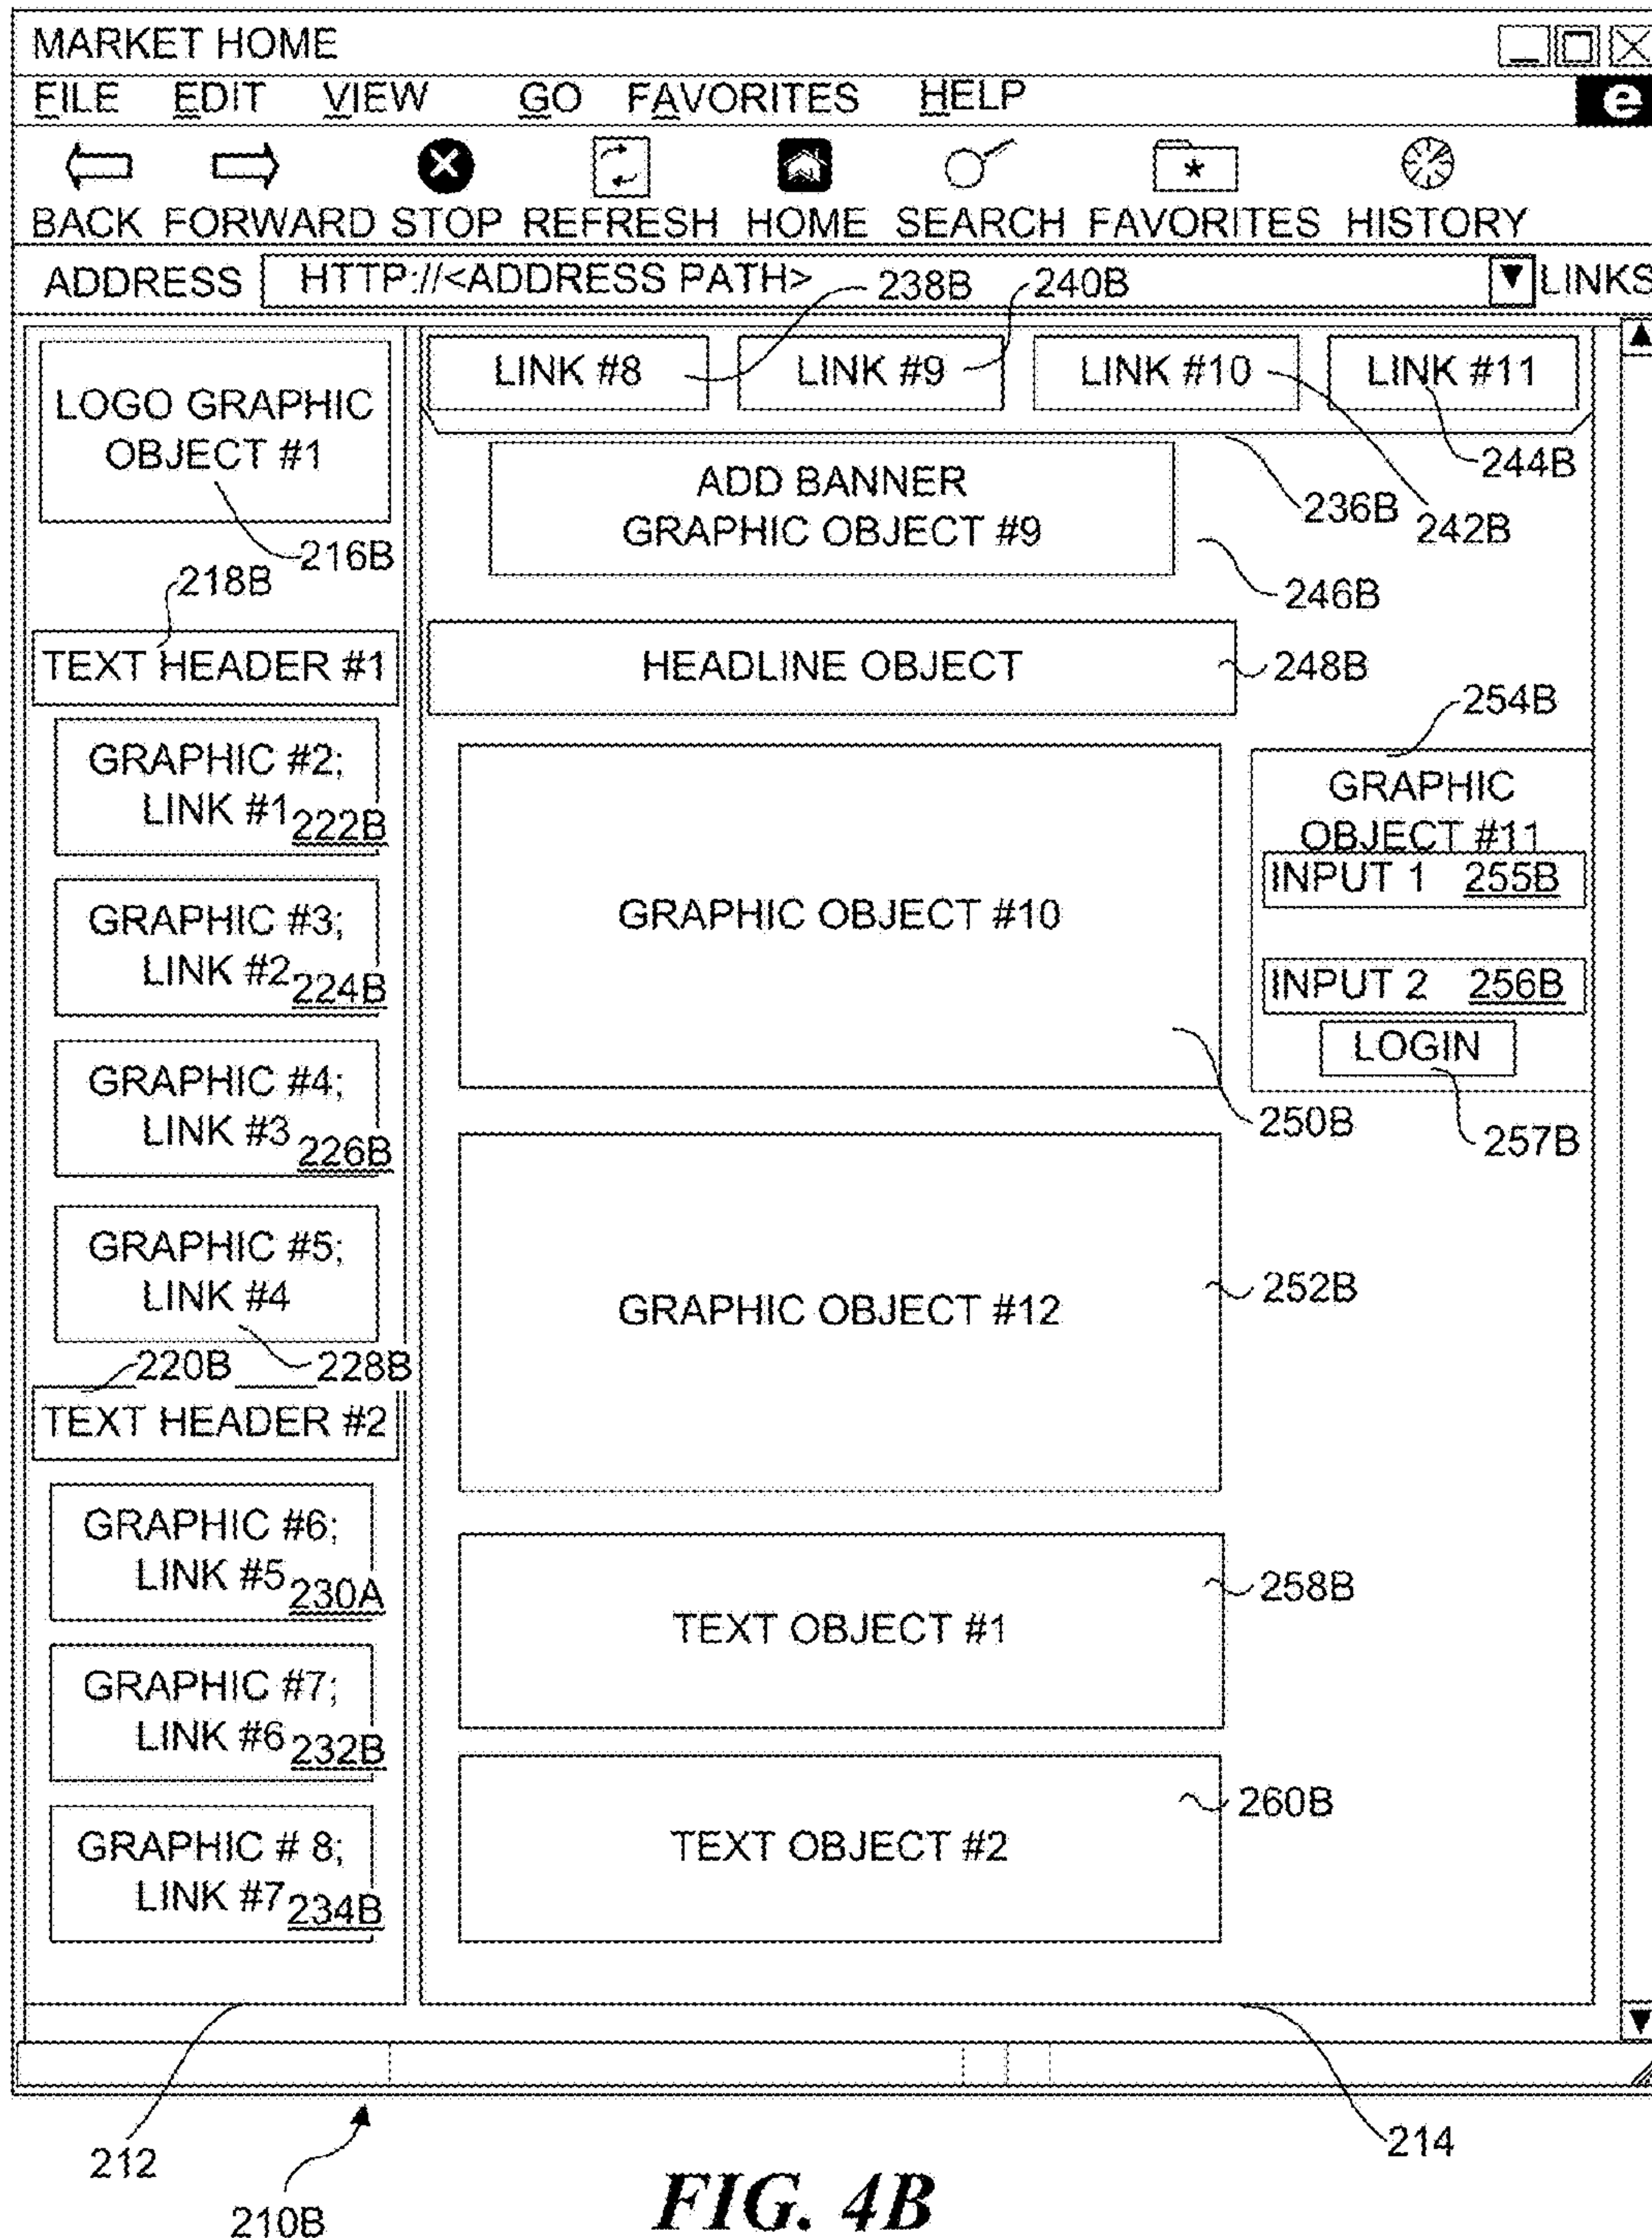 MARKET HOME
FILE EDIT VIEW GO FAVORITES HELP
e
BACK FORWARD STOP REFRESH HOME SEARCH FAVORITES HISTORY
ADDRESS HTTP://<ADDRESS PATH> 238B 240B LINKS
LOGO GRAPHIC
OBJECT #1
216B
218B
TEXT HEADER #1
GRAPHIC #2;
LINK #1 222B
GRAPHIC #3;
LINK #2 224B
GRAPHIC #4;
LINK #3 226B
GRAPHIC #5;
LINK #4
220B 228B
TEXT HEADER #2
GRAPHIC #6;
LINK #5 230A
GRAPHIC #7;
LINK #6 232B
GRAPHIC # 8;
LINK #7 234B
LINK #8 LINK #9 LINK #10 LINK #11
244B
236B 242B
ADD BANNER
GRAPHIC OBJECT #9
246B
HEADLINE OBJECT 248B
254B
GRAPHIC
OBJECT #11
INPUT 1 255B
INPUT 2 256B
LOGIN
257B
GRAPHIC OBJECT #10
250B
GRAPHIC OBJECT #12
252B
TEXT OBJECT #1
258B
TEXT OBJECT #2
260B
212
214
210B
FIG. 4B